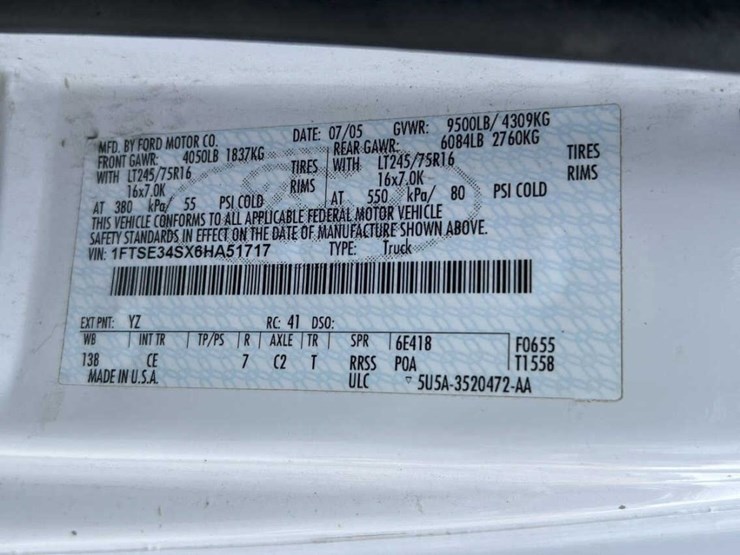 MFD. BY FORD MOTOR CO. DATE: 07/05 GVWR: 9500LB/ 4309KG
FRONT GAWR: 4050LB 1837KG REAR GAWR: 6084LB 2760KG
WITH LT245/75R16 TIRES WITH LT245/75R16 TIRES
16x7.0K RIMS 16x7.0K RIMS
AT 380 kPa/ 55 PSI COLD AT 550 kPa/ 80 PSI COLD
THIS VEHICLE CONFORMS TO ALL APPLICABLE FEDERAL MOTOR VEHICLE
SAFETY STANDARDS IN EFFECT ON THE DATE OF MANUFACTURE SHOWN ABOVE.
VIN: 1FTSE34SX6HA51717 TYPE: Truck
EXT PNT: YZ RC: 41 DSO:
WB INT TR TP/PS R AXLE TR SPR 6E418 F0655
138 CE 7 C2 T RRSS POA T1558
MADE IN U.S.A. ULC 5U5A-3520472-AA